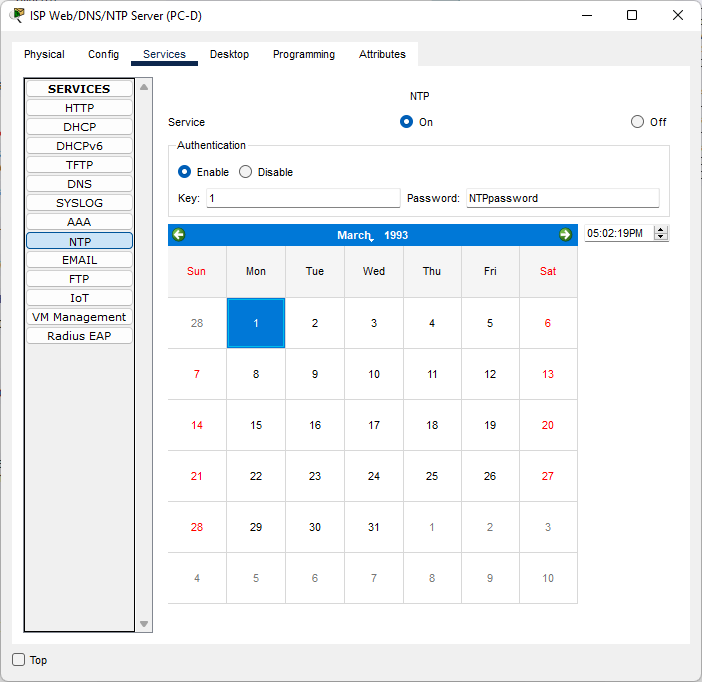 ISP Web/DNS/NTP Server (PC-D)
Physical Config Services Desktop Programming Attributes
SERVICES
HTTP
DHCP
DHCPv6
TFTP
DNS
SYSLOG
AAA
NTP
EMAIL
FTP
IoT
VM Management
Radius EAP
NTP
Service On Off
Authentication
Enable Disable
Key: 1 Password: NTPpassword
March, 1993 05:02:19PM
Sun Mon Tue Wed Thu Fri Sat
28 1 2 3 4 5 6
7 8 9 10 11 12 13
14 15 16 17 18 19 20
21 22 23 24 25 26 27
28 29 30 31 1 2 3
4 5 6 7 8 9 10
Top